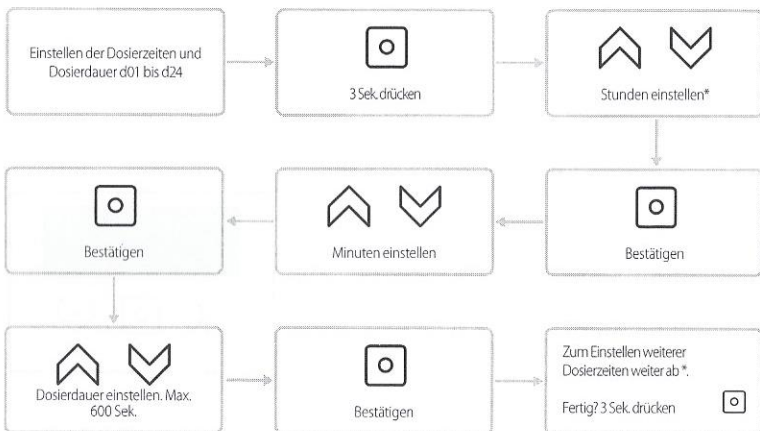 Einstellen der Dosierzeiten und
Dosierdauer d01 bis d24
3 Sek. drücken
Stunden einstellen*
Bestätigen
Minuten einstellen
Bestätigen
Dosierdauer einstellen. Max.
600 Sek.
Bestätigen
Zum Einstellen weiterer
Dosierzeiten weiter ab *.
Fertig? 3 Sek. drücken